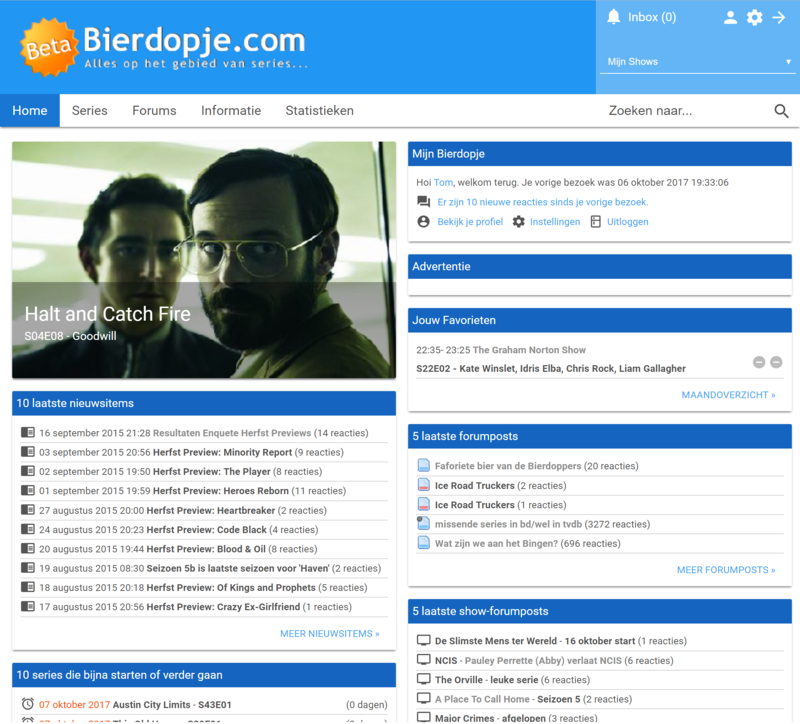 Beta
Bierdopje.com
Alles op het gebied van series...
Inbox (0)
Mijn Shows
Home
Series
Forums
Informatie
Statistieken
Zoeken naar...
Halt and Catch Fire
S04E08 - Goodwill
10 laatste nieuwsitems
16 september 2015 21:28 Resultaten Enquete Herfst Previews (14 reacties)
03 september 2015 20:56 Herfst Preview: Minority Report (9 reacties)
02 september 2015 19:50 Herfst Preview: The Player (8 reacties)
01 september 2015 19:59 Herfst Preview: Heroes Reborn (11 reacties)
27 augustus 2015 20:00 Herfst Preview: Heartbreaker (2 reacties)
24 augustus 2015 20:23 Herfst Preview: Code Black (4 reacties)
20 augustus 2015 19:44 Herfst Preview: Blood & Oil (8 reacties)
19 augustus 2015 08:30 Seizoen 5b is laatste seizoen voor 'Haven' (2 reacties)
18 augustus 2015 20:18 Herfst Preview: Of Kings and Prophets (5 reacties)
17 augustus 2015 20:56 Herfst Preview: Crazy Ex-Girlfriend (1 reacties)
MEER NIEUWSITEMS »
10 series die bijna starten of verder gaan
07 oktober 2017 Austin City Limits - S43E01 (0 dagen)
Mijn Bierdopje
Hoi Tom, welkom terug. Je vorige bezoek was 06 oktober 2017 19:33:06
Er zijn 10 nieuwe reacties sinds je vorige bezoek.
Bekijk je profiel Instellingen Uitloggen
Advertentie
Jouw Favorieten
22:35- 23:25 The Graham Norton Show
S22E02 - Kate Winslet, Idris Elba, Chris Rock, Liam Gallagher
MAANDOVERZICHT »
5 laatste forumposts
Faforiete bier van de Bierdoppers (20 reacties)
Ice Road Truckers (2 reacties)
Ice Road Truckers (1 reacties)
missende series in bd/wel in tvdb (3272 reacties)
Wat zijn we aan het Bingen? (696 reacties)
MEER FORUMPOSTS »
5 laatste show-forumposts
De Slimste Mens ter Wereld - 16 oktober start (1 reacties)
NCIS - Pauley Perrette (Abby) verlaat NCIS (6 reacties)
The Orville - leuke serie (6 reacties)
A Place To Call Home - Seizoen 5 (2 reacties)
Major Crimes - afgelopen (3 reacties)